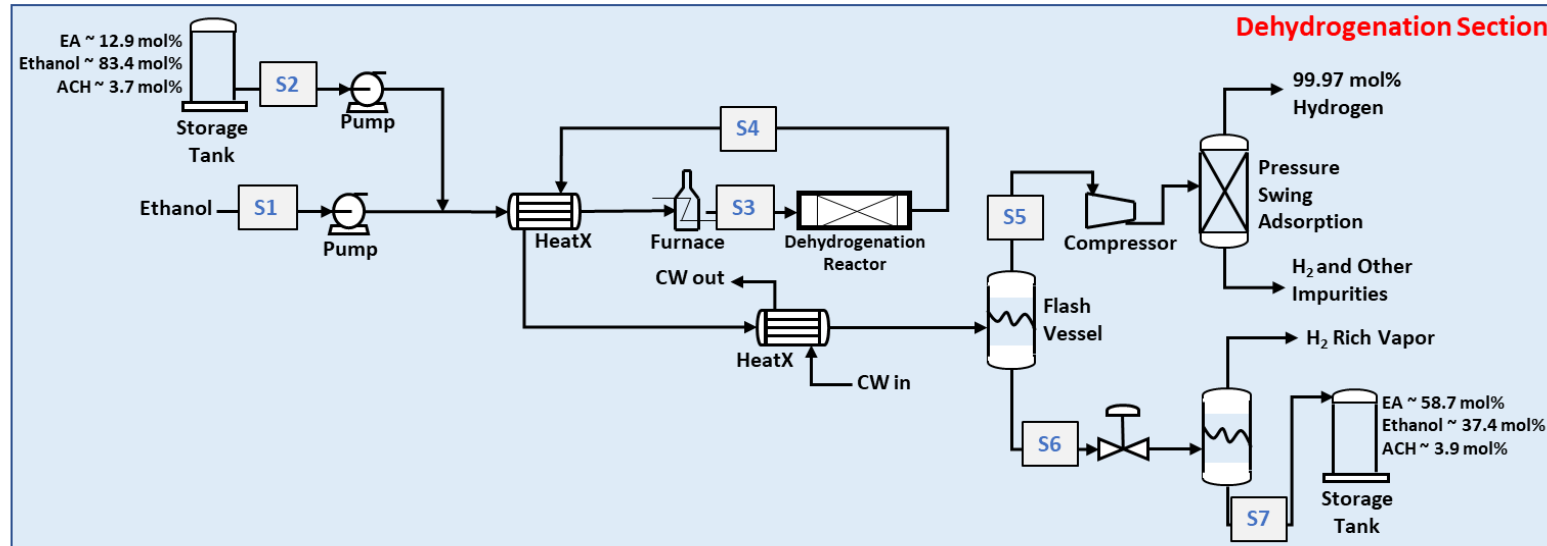 Dehydrogenation Section
EA ~ 12.9 mol%
Ethanol ~ 83.4 mol%
ACH ~ 3.7 mol%
S2
Pump
Storage
Tank
Ethanol
S1
Pump
HeatX
Furnace
S3
S4
Dehydrogenation
Reactor
CW out
HeatX
CW in
S5
Compressor
99.97 mol%
Hydrogen
Pressure
Swing
Adsorption
H2 and Other
Impurities
Flash
Vessel
H2 Rich Vapor
S6
S7
EA ~ 58.7 mol%
Ethanol ~ 37.4 mol%
ACH ~ 3.9 mol%
Storage
Tank